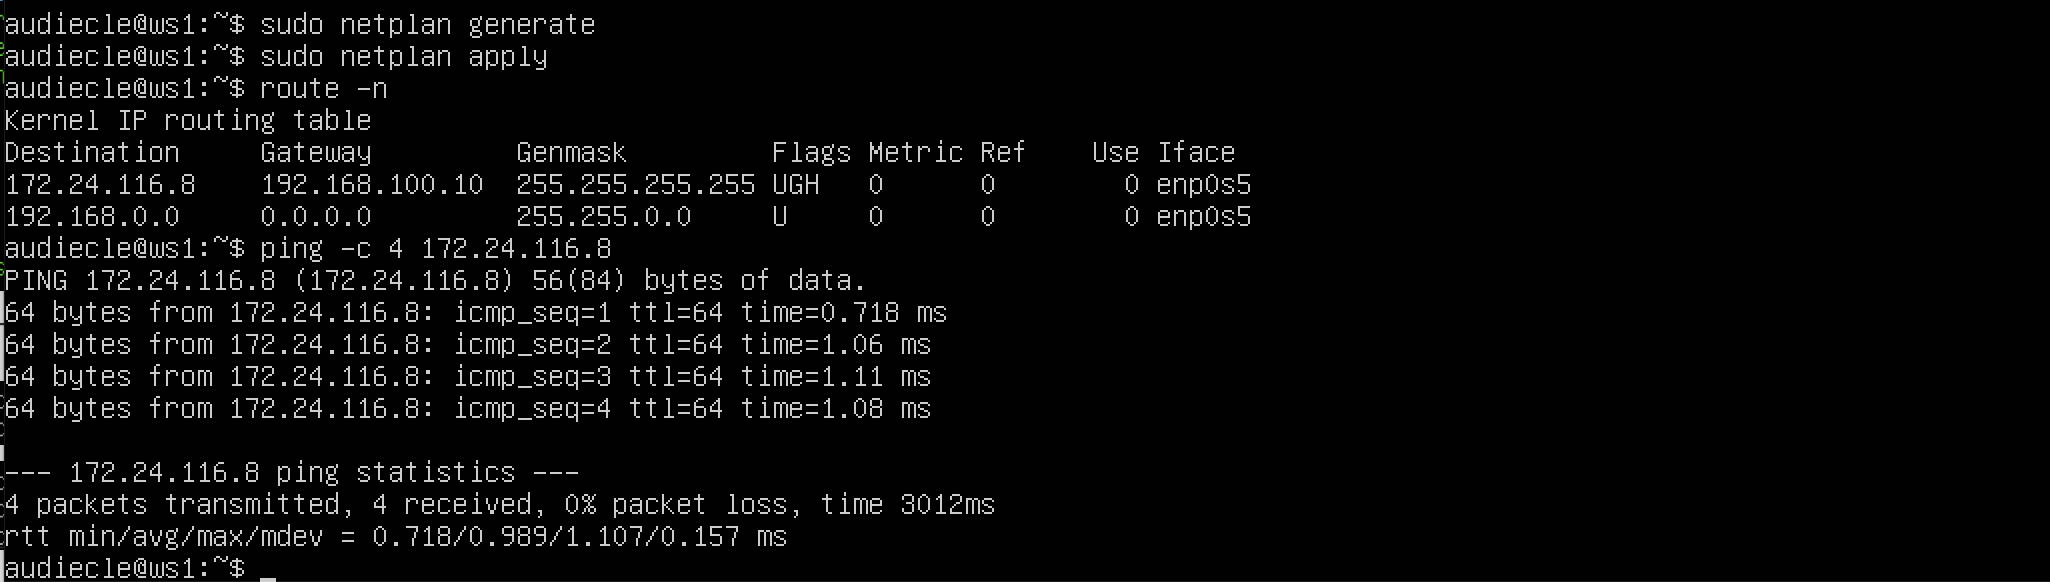 audiecle@ws1:~$ sudo netplan generate
audiecle@ws1:~$ sudo netplan apply
audiecle@ws1:~$ route -n
Kernel IP routing table
Destination     Gateway         Genmask         Flags Metric Ref    Use Iface
172.24.116.8    192.168.100.10  255.255.255.255 UGH   0      0        0 enp0s5
192.168.0.0     0.0.0.0         255.255.0.0     U     0      0        0 enp0s5
audiecle@ws1:~$ ping -c 4 172.24.116.8
PING 172.24.116.8 (172.24.116.8) 56(84) bytes of data.
64 bytes from 172.24.116.8: icmp_seq=1 ttl=64 time=0.718 ms
64 bytes from 172.24.116.8: icmp_seq=2 ttl=64 time=1.06 ms
64 bytes from 172.24.116.8: icmp_seq=3 ttl=64 time=1.11 ms
64 bytes from 172.24.116.8: icmp_seq=4 ttl=64 time=1.08 ms
--- 172.24.116.8 ping statistics ---
4 packets transmitted, 4 received, 0% packet loss, time 3012ms
rtt min/avg/max/mdev = 0.718/0.989/1.107/0.157 ms
audiecle@ws1:~$ _